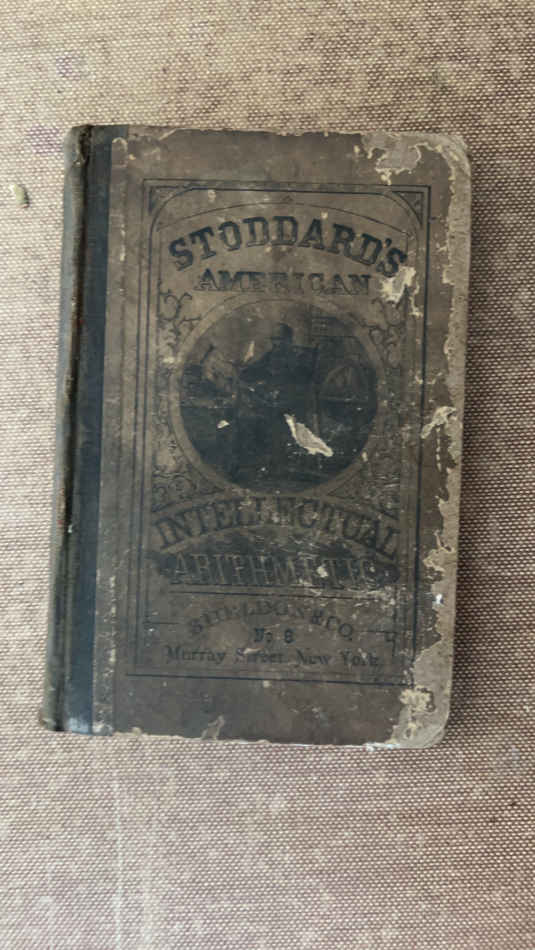 STODDARD'S
AMERICAN
INTELLECTUAL
ARITHMETIC
SHELDON & CO.
No 8
Murray Street New York